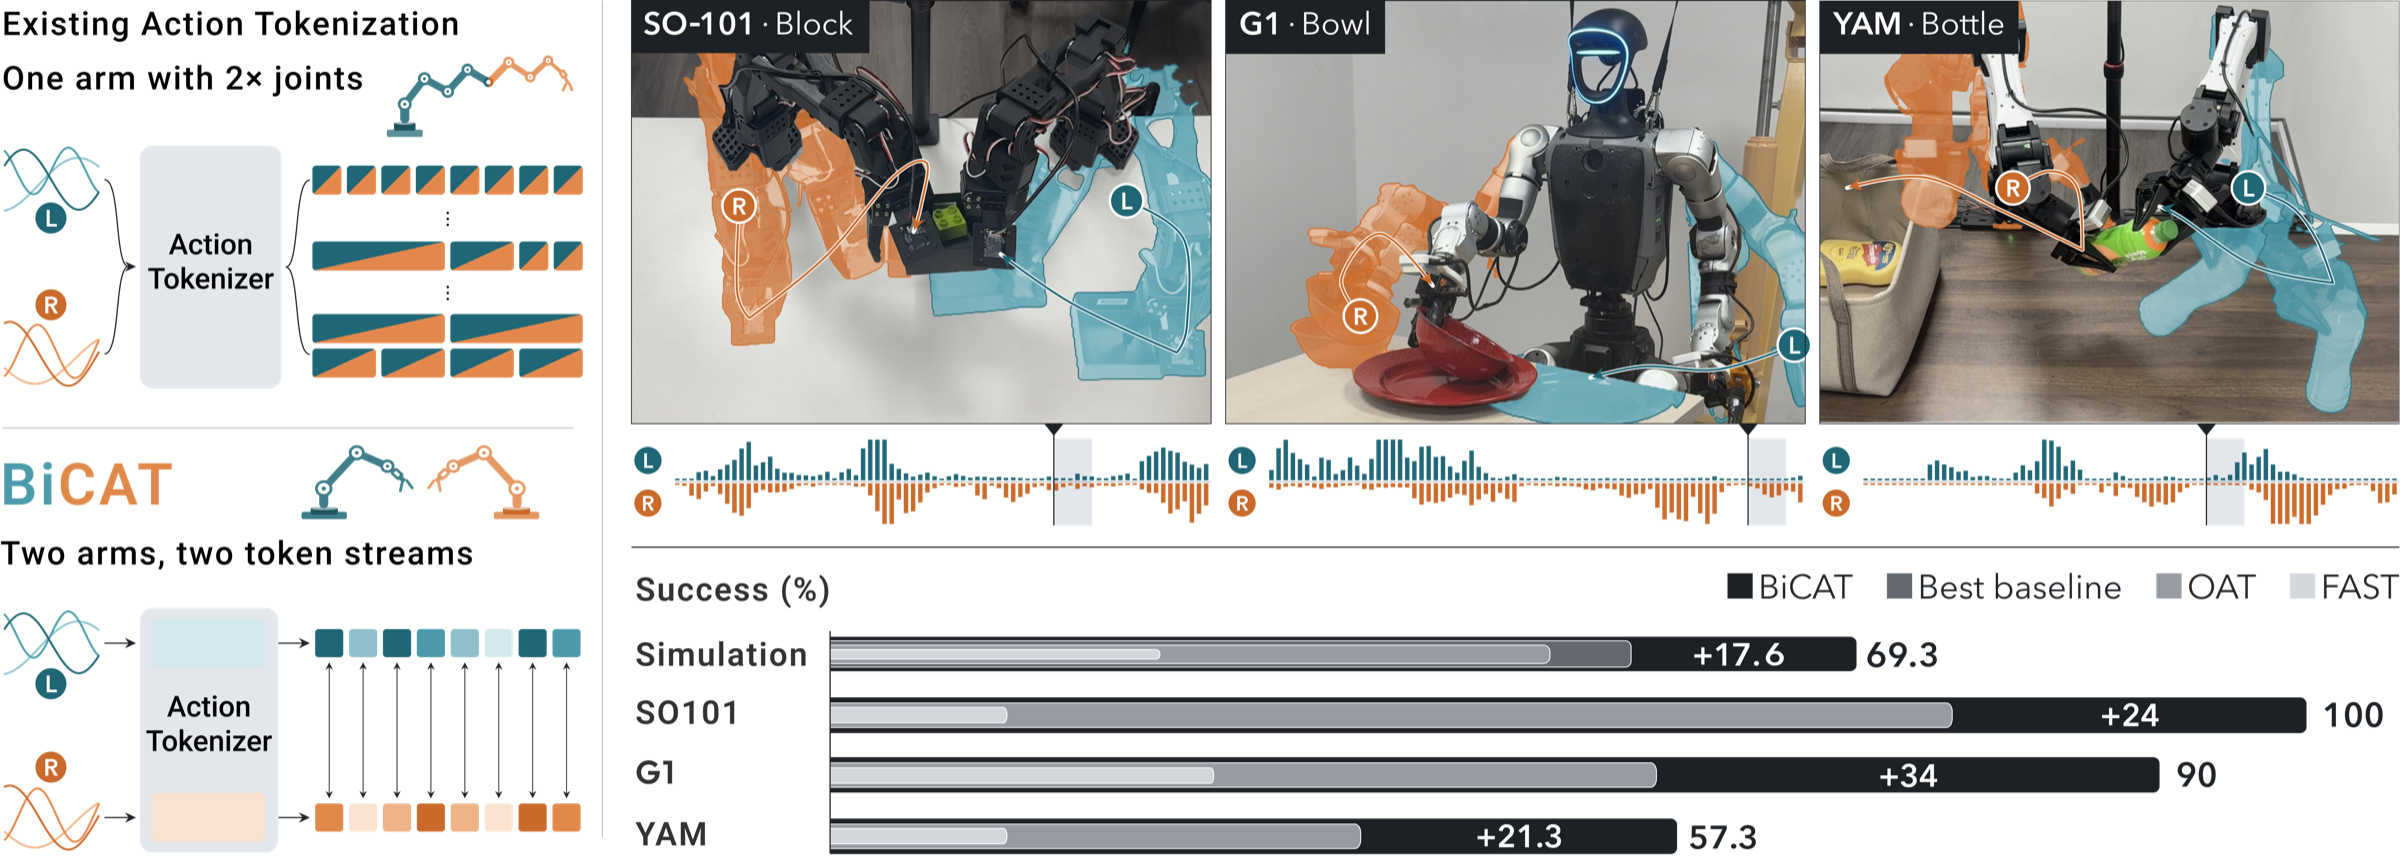 Existing Action Tokenization
One arm with 2× joints
L
R
Action
Tokenizer
BiCAT
Two arms, two token streams
L
R
Action
Tokenizer
SO-101 · Block
R
L
G1 · Bowl
R
L
YAM · Bottle
R
L
L
R
L
R
L
R
Success (%)
BiCAT
Best baseline
OAT
FAST
Simulation
+17.6
69.3
SO101
+24
100
G1
+34
90
YAM
+21.3
57.3